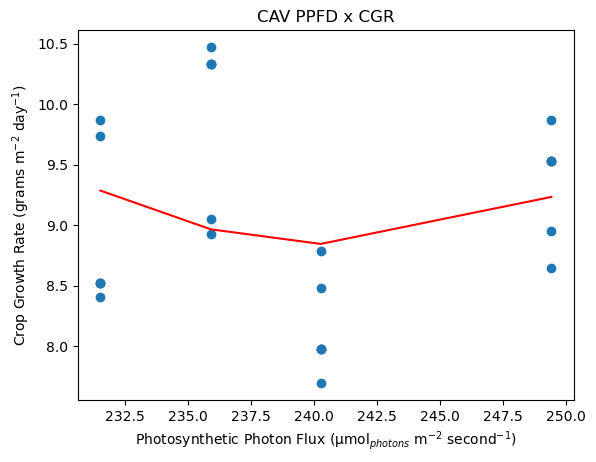 CAV PPFD x CGR
Crop Growth Rate (grams m⁻² day⁻¹)
10.5
10.0
9.5
9.0
8.5
8.0
232.5 235.0 237.5 240.0 242.5 245.0 247.5 250.0
Photosynthetic Photon Flux (μmolₚₕₒₜₒₙₛ m⁻² second⁻¹)